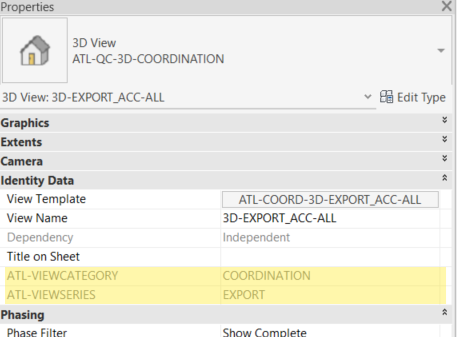 Properties
3D View
ATL-QC-3D-COORDINATION
3D View: 3D-EXPORT_ACC-ALL Edit Type
Graphics
Extents
Camera
Identity Data
View Template ATL-COORD-3D-EXPORT_ACC-ALL
View Name 3D-EXPORT_ACC-ALL
Dependency Independent
Title on Sheet
ATL-VIEWCATEGORY COORDINATION
ATL-VIEWSERIES EXPORT
Phasing
Phase Filter Show Complete